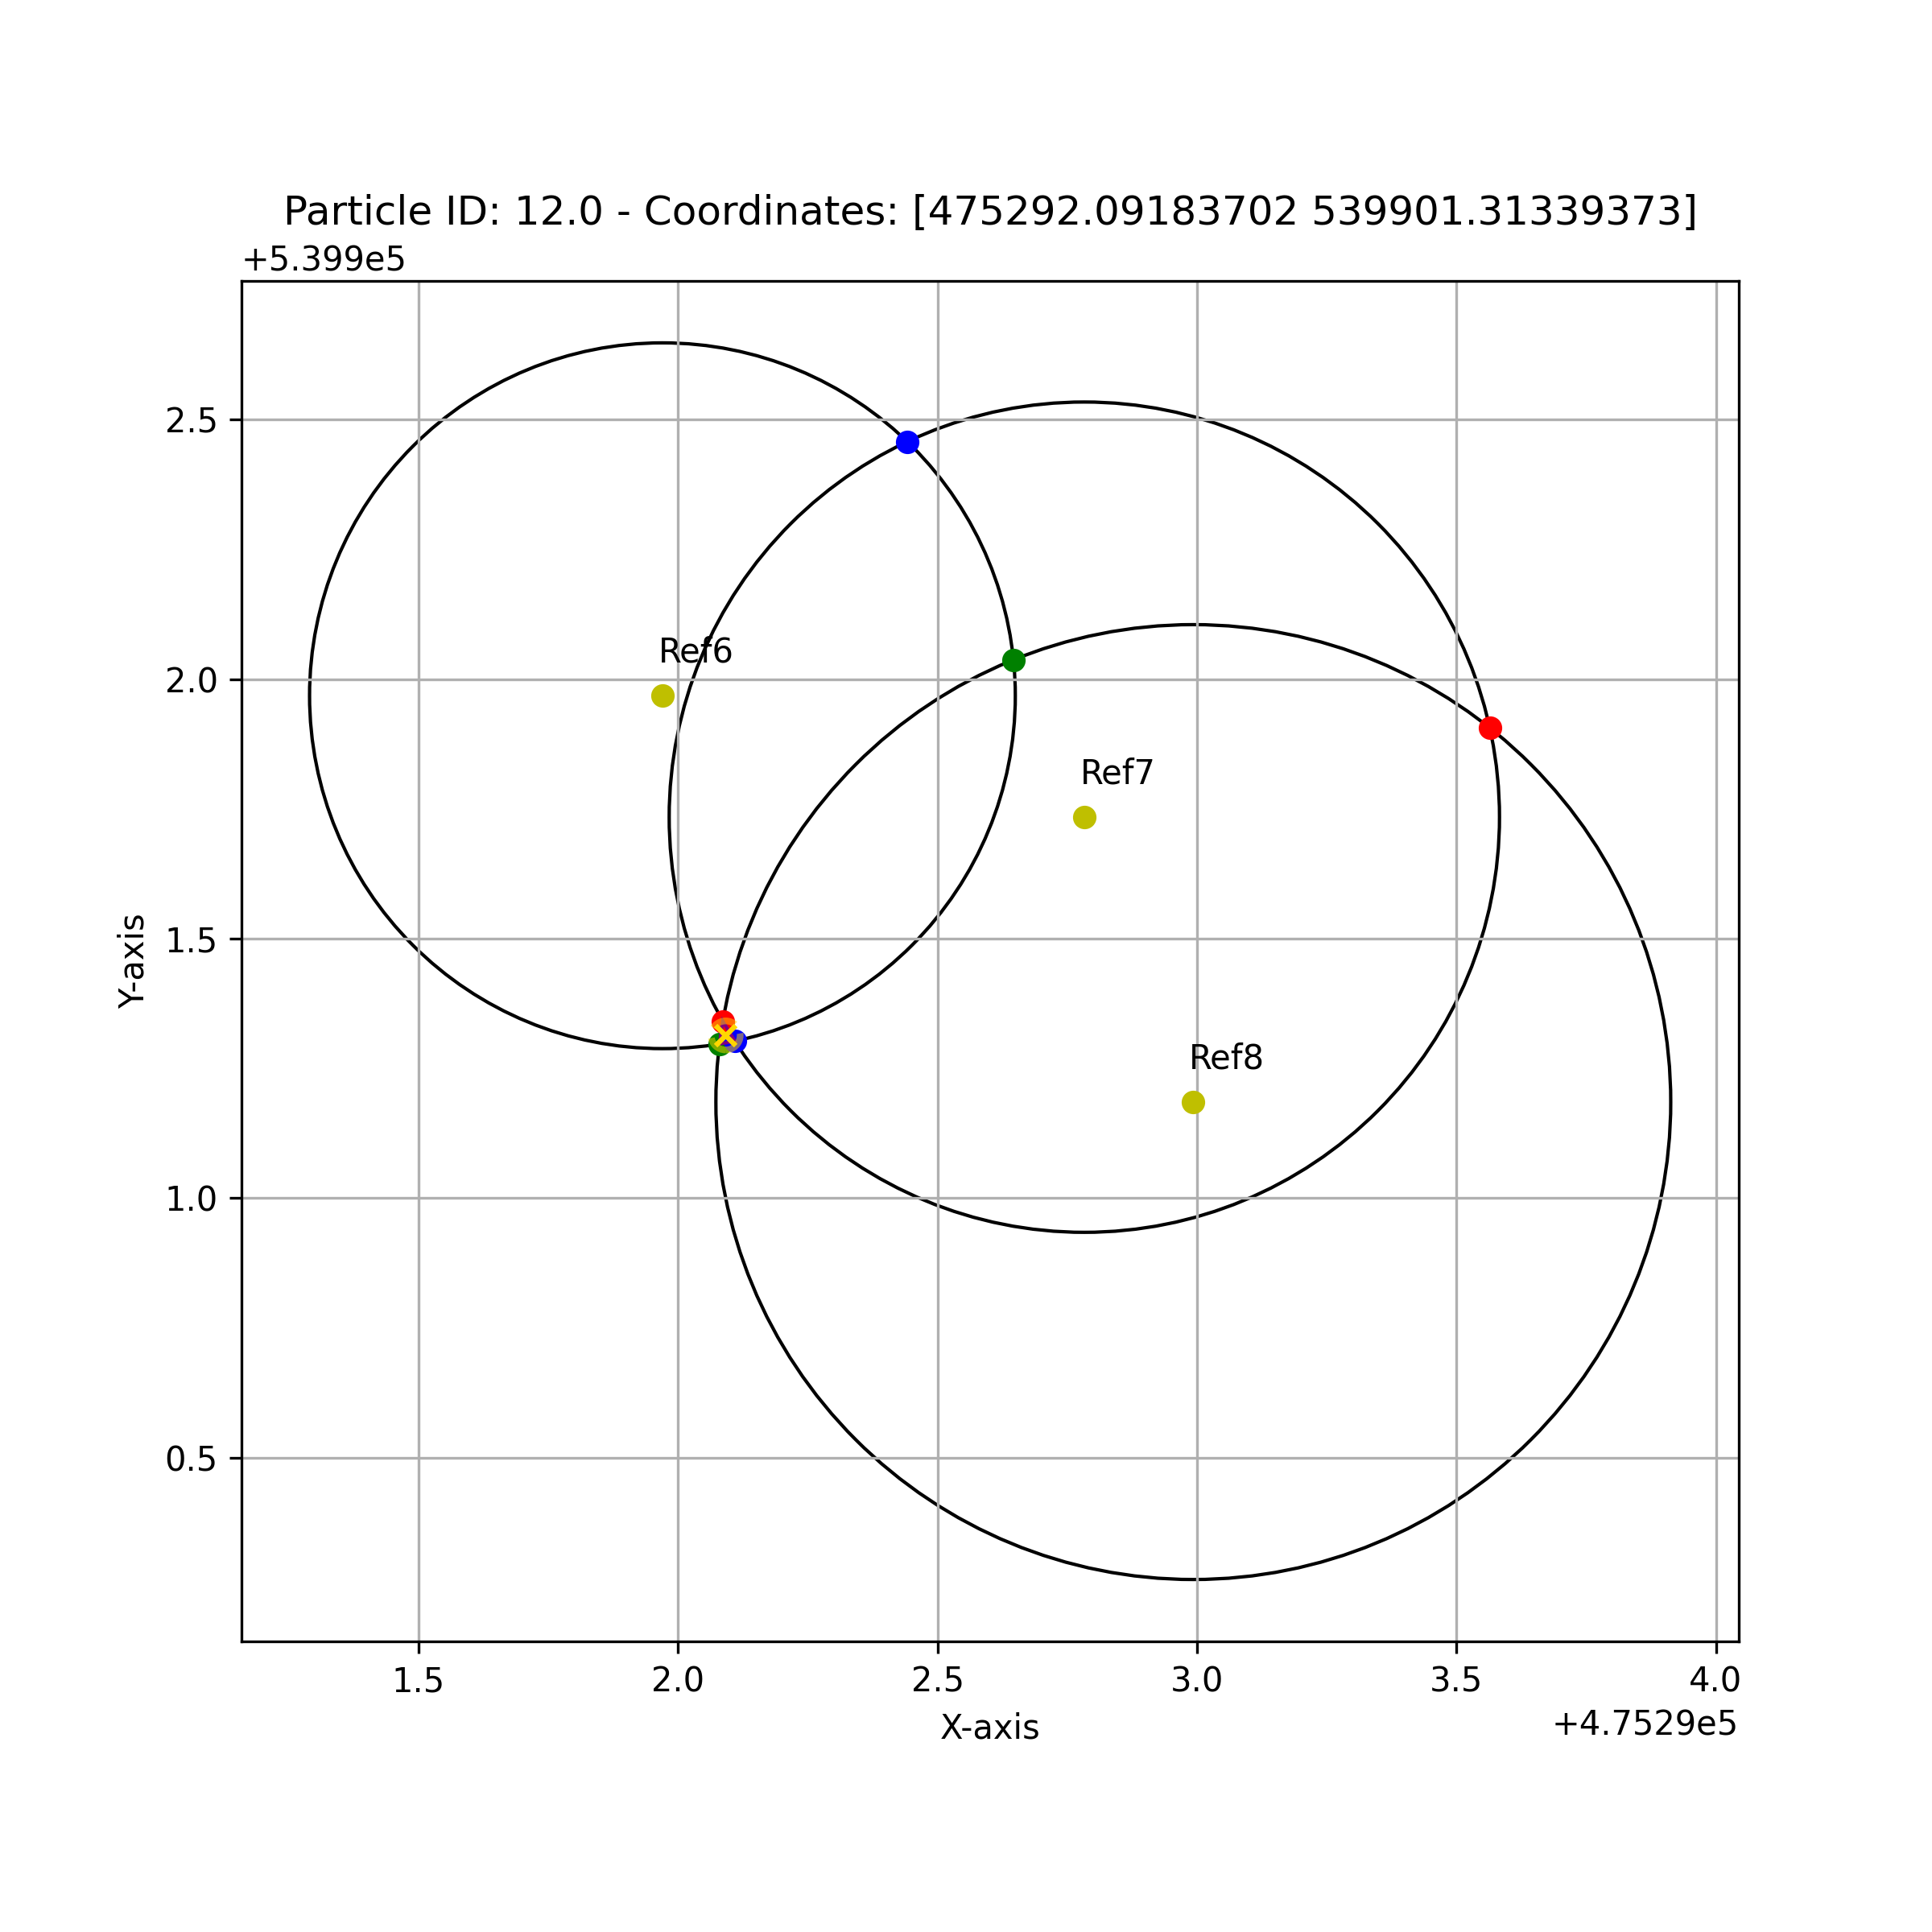 Particle ID: 12.0 - Coordinates: [475292.09183702 539901.31339373]
+5.399e5
2.5
2.0
1.5
1.0
0.5
Y-axis
Ref6
Ref7
Ref8
1.5 2.0 2.5 3.0 3.5 4.0
X-axis
+4.7529e5